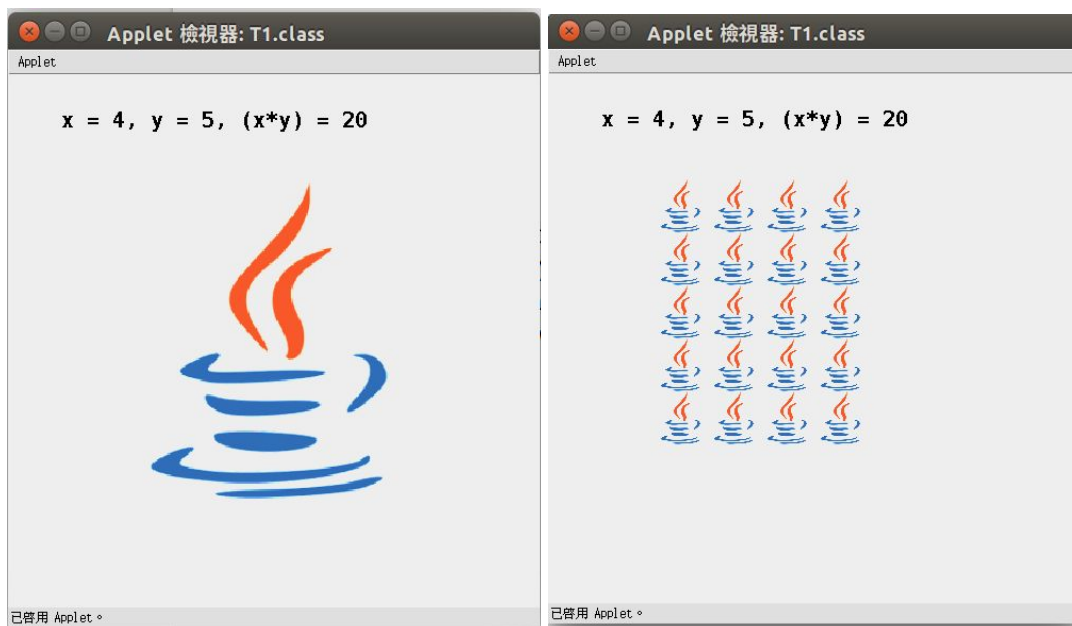 Applet 檢視器: T1.class
Applet
x = 4, y = 5, (x*y) = 20
已啓用 Applet。
Applet 檢視器: T1.class
Applet
x = 4, y = 5, (x*y) = 20
已啓用 Applet。